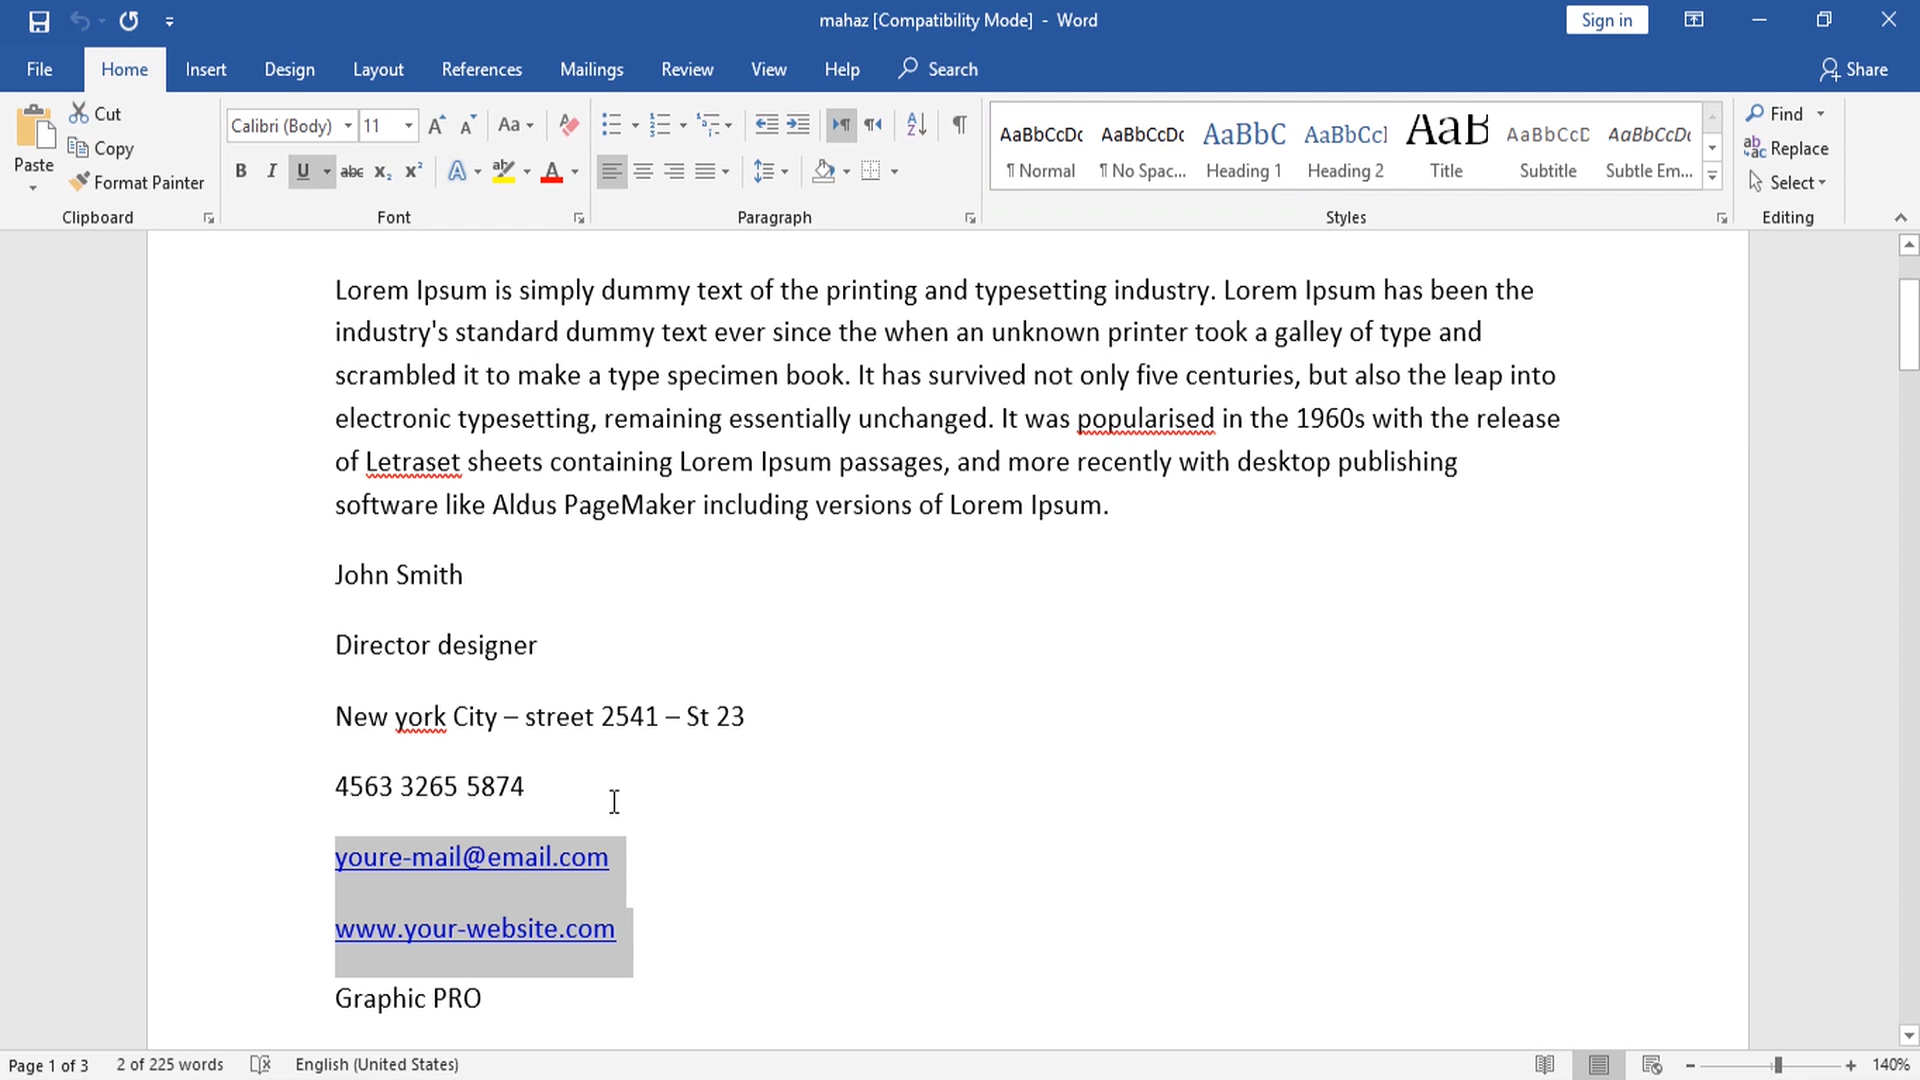 mahaz [Compatibility Mode] - Word
Sign in
File Home Insert Design Layout References Mailings Review View Help Search Share
Paste
Cut
Copy
Format Painter
Clipboard
Calibri (Body) 11
Aa
B I U abc x₂ x² A ab A
Font
A Z ¶
Paragraph
AaBbCcDc AaBbCcDc AaBbC AaBbCcl AaB AaBbCcD AaBbCcDc
¶ Normal ¶ No Spac... Heading 1 Heading 2 Title Subtitle Subtle Em...
Styles
Find
Replace
Select
Editing
Lorem Ipsum is simply dummy text of the printing and typesetting industry. Lorem Ipsum has been the
industry's standard dummy text ever since the when an unknown printer took a galley of type and
scrambled it to make a type specimen book. It has survived not only five centuries, but also the leap into
electronic typesetting, remaining essentially unchanged. It was popularised in the 1960s with the release
of Letraset sheets containing Lorem Ipsum passages, and more recently with desktop publishing
software like Aldus PageMaker including versions of Lorem Ipsum.
John Smith
Director designer
New york City – street 2541 – St 23
4563 3265 5874
youre-mail@email.com
www.your-website.com
Graphic PRO
Page 1 of 3 2 of 225 words English (United States) 140%